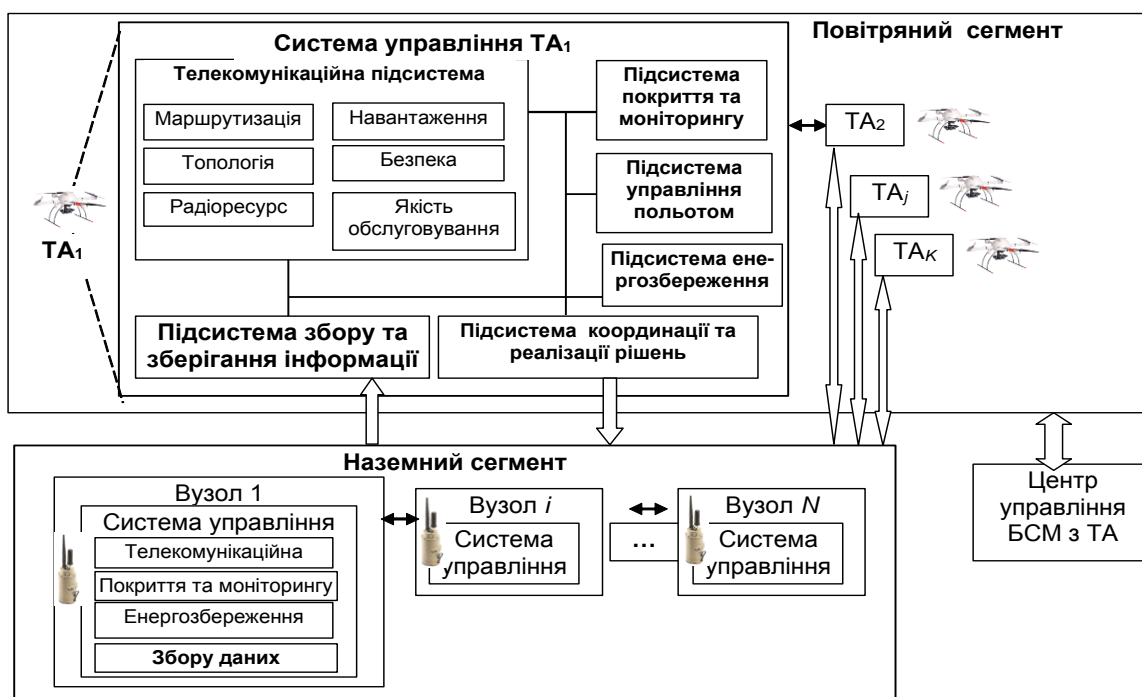 Повітряний сегмент
Система управління ТА₁
Телекомунікаційна підсистема
Маршрутизація
Навантаження
Топологія
Безпека
Радіоресурс
Якість
обслуговування
Підсистема
покриття та
моніторингу
Підсистема
управління
польотом
Підсистема ене-
ргозбереження
Підсистема збору та
зберігання інформації
Підсистема координації та
реалізації рішень
ТА₁
ТА₂
ТАⱼ
ТА_K
Наземний сегмент
Вузол 1
Система управління
Телекомунікаційна
Покриття та моніторингу
Енергозбереження
Збору даних
Вузол i
Система
управління
...
Вузол N
Система
управління
Центр
управління
БСМ з ТА